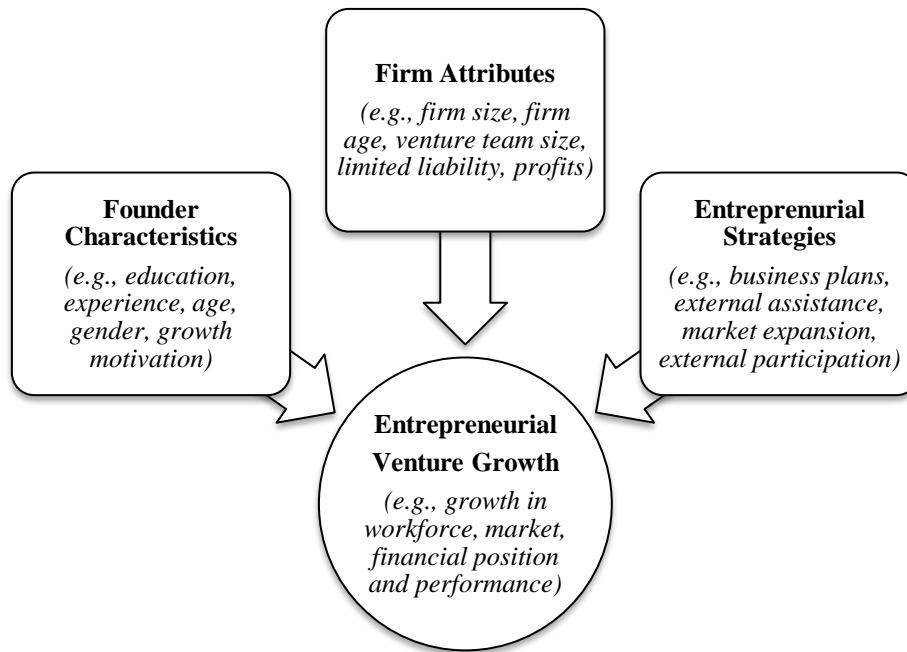 Firm Attributes
(e.g., firm size, firm
age, venture team size,
limited liability, profits)
Founder
Characteristics
(e.g., education,
experience, age,
gender, growth
motivation)
Entreprenurial
Strategies
(e.g., business plans,
external assistance,
market expansion,
external participation)
Entrepreneurial
Venture Growth
(e.g., growth in
workforce, market,
financial position
and performance)